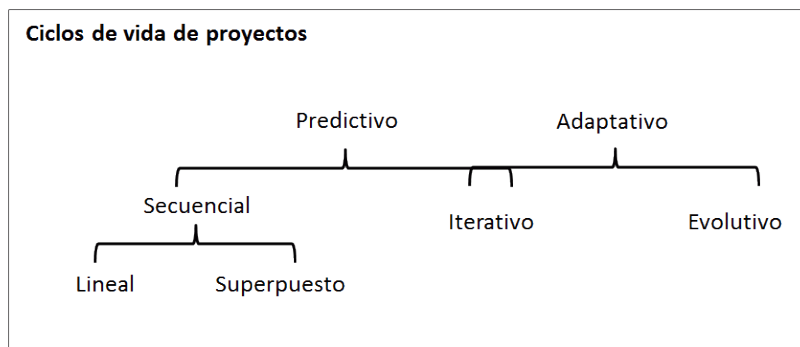 Ciclos de vida de proyectos
Predictivo
Adaptativo
Secuencial
Iterativo
Evolutivo
Lineal
Superpuesto